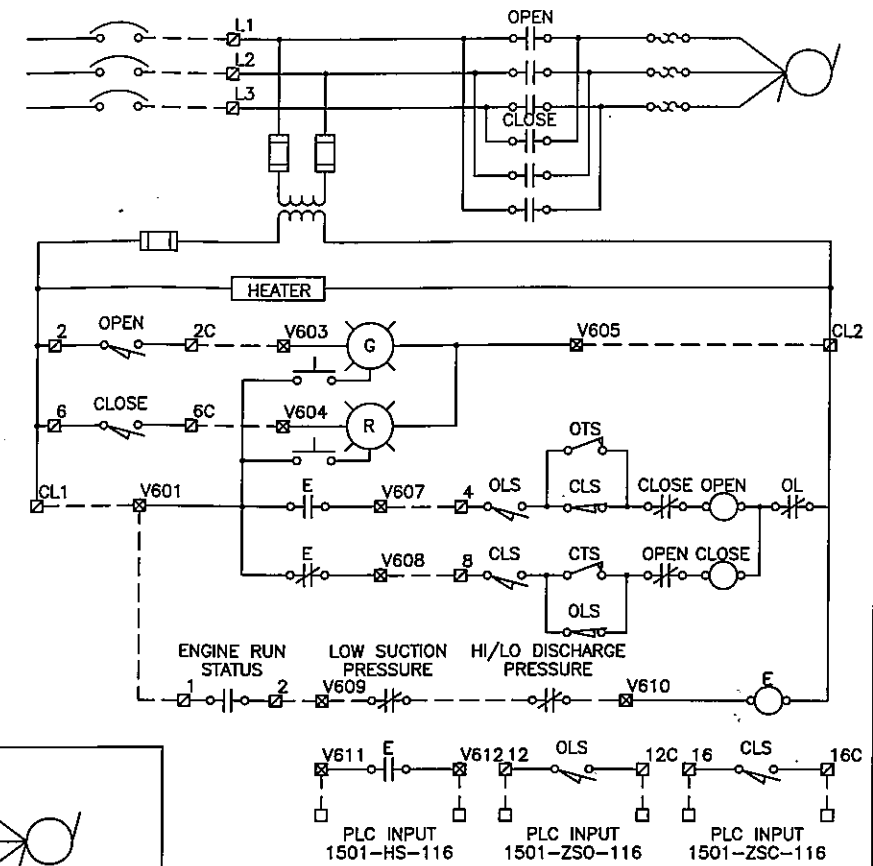 OPEN
L1
L2
L3
CLOSE
HEATER
2 OPEN 2C V603 G V605 CL2
6 CLOSE 6C V604 R
OTS
CL1 V601 E V607 4 OLS CLS CLOSE OPEN OL
E V608 8 CLS CTS OPEN CLOSE
OLS
ENGINE RUN STATUS
LOW SUCTION PRESSURE
HI/LO DISCHARGE PRESSURE
1 2 V609 V610 E
V611 E V612 12 OLS 12C 16 CLS 16C
PLC INPUT PLC INPUT PLC INPUT
1501-HS-116 1501-ZSO-116 1501-ZSC-116